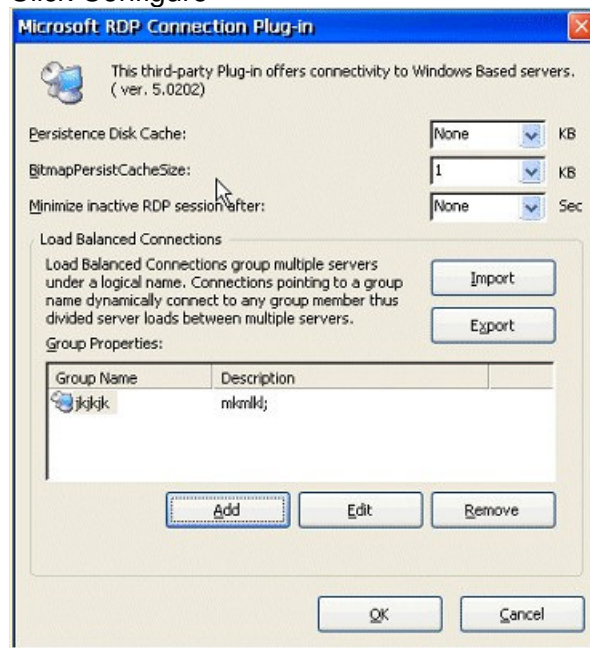 Click Configure
Microsoft RDP Connection Plug-in
This third-party Plug-in offers connectivity to Windows Based servers.
( ver. 5.0202)
Persistence Disk Cache:
None
KB
BitmapPersistCacheSize:
1
KB
Minimize inactive RDP session after:
None
Sec
Load Balanced Connections
Load Balanced Connections group multiple servers
under a logical name. Connections pointing to a group
name dynamically connect to any group member thus
divided server loads between multiple servers.
Import
Export
Group Properties:
Group Name
Description
jkjkjk
mkmlkl;
Add
Edit
Remove
OK
Cancel